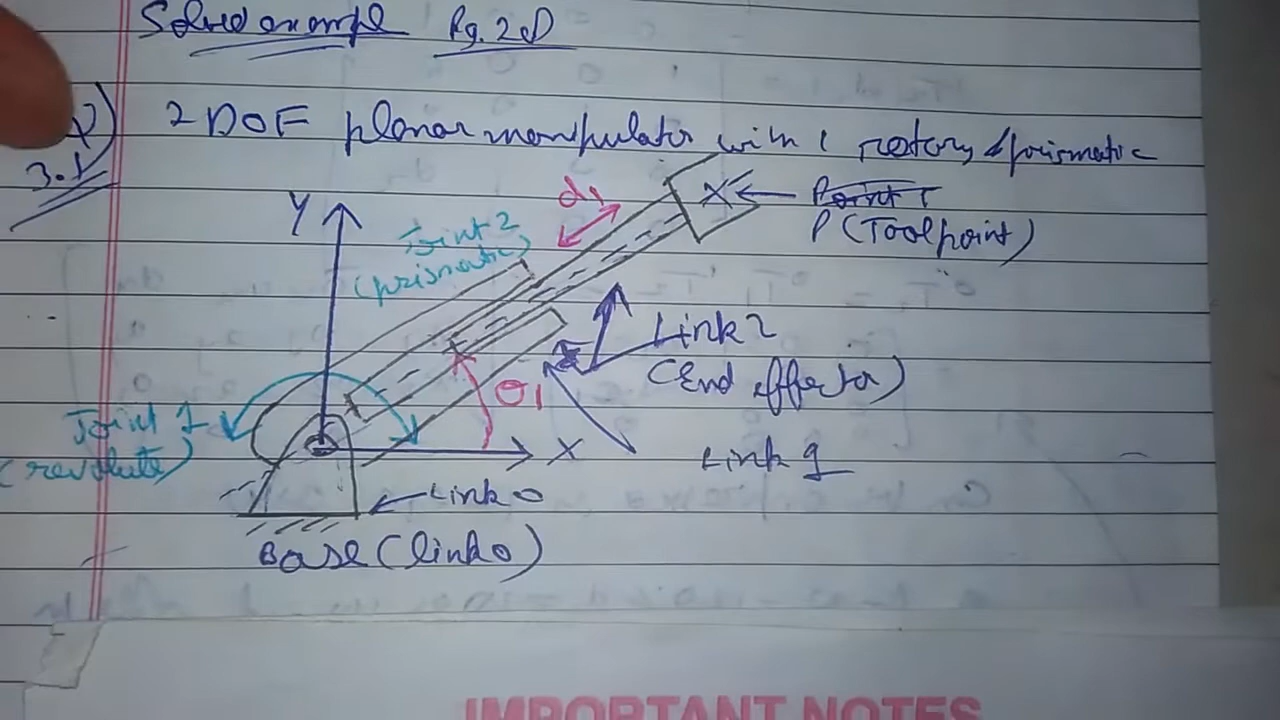 Solved example Pg. 20
Q) 2 DOF planar manipulator with 1 rotary & prismatic
3.1
Y
d1
P (Tool point)
Joint 2
(prismatic)
Link 2
(End effector)
θ1
Joint 1
(revolute)
X
Link 1
Link 0
Base (link 0)
IMPORTANT NOTES